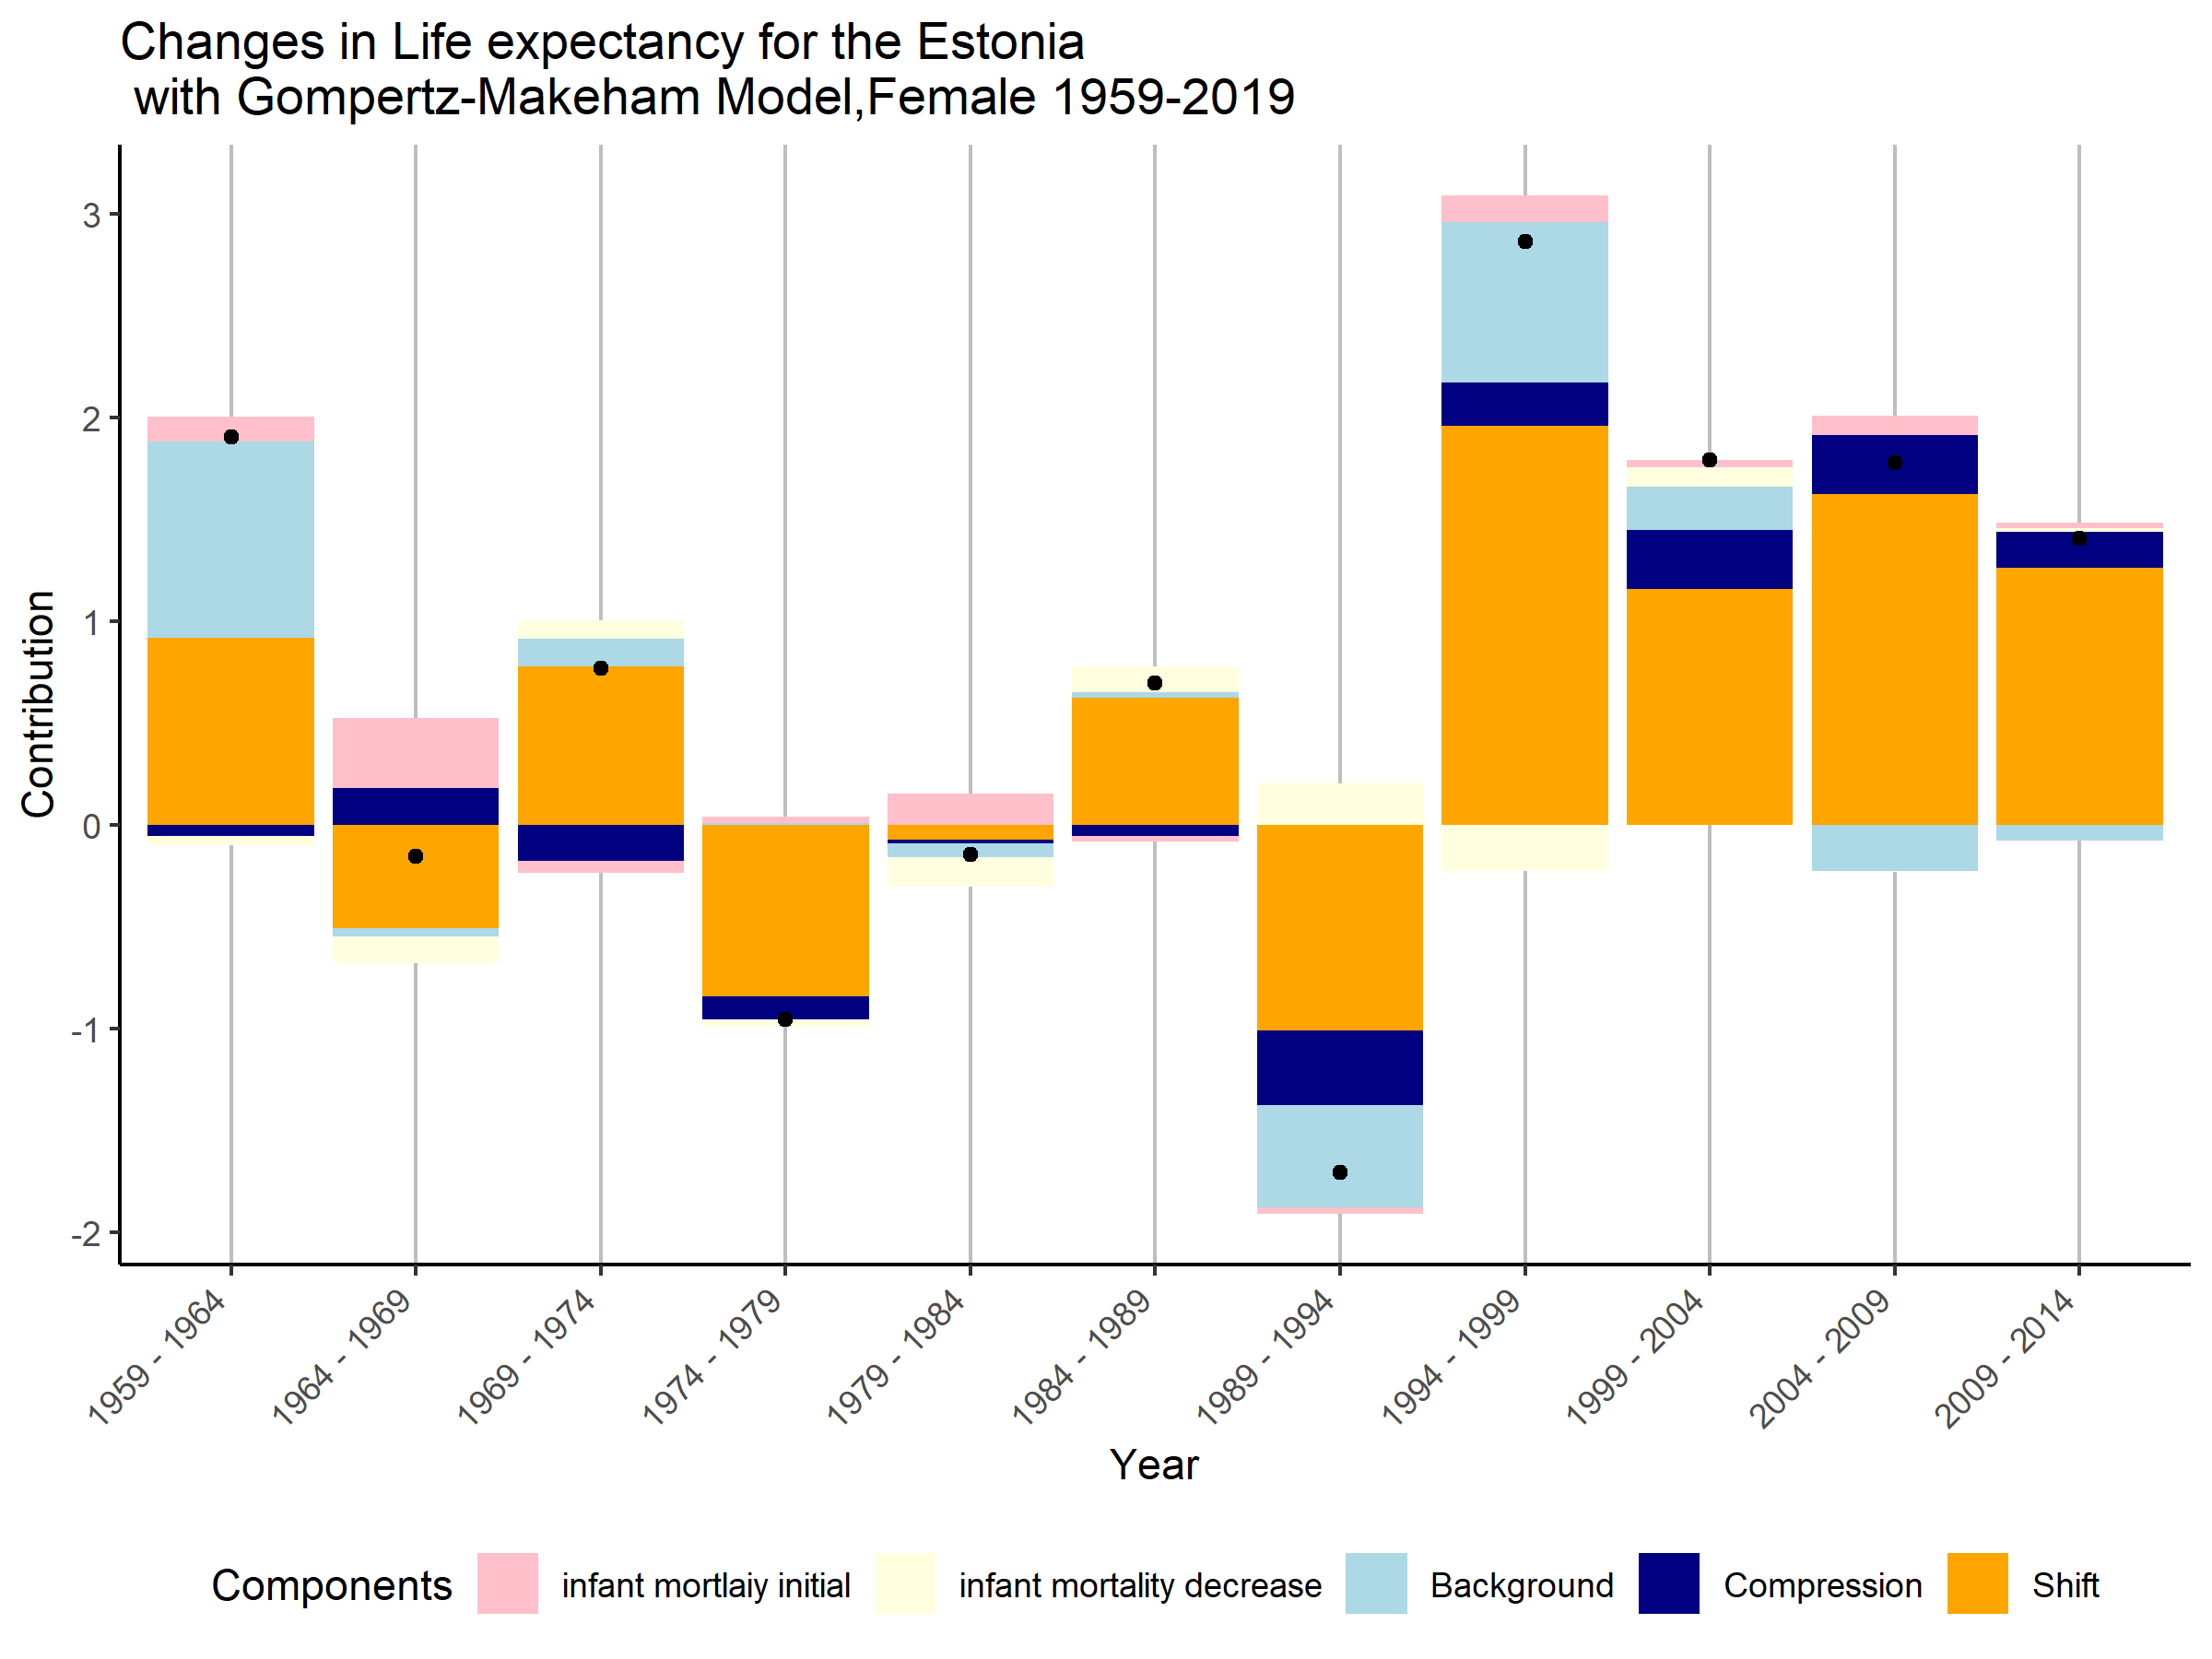 Changes in Life expectancy for the Estonia
with Gompertz-Makeham Model,Female 1959-2019
Contribution
3
2
1
0
-1
-2
1959 - 1964
1964 - 1969
1969 - 1974
1974 - 1979
1979 - 1984
1984 - 1989
1989 - 1994
1994 - 1999
1999 - 2004
2004 - 2009
2009 - 2014
Year
Components infant mortlaiy initial infant mortality decrease Background Compression Shift